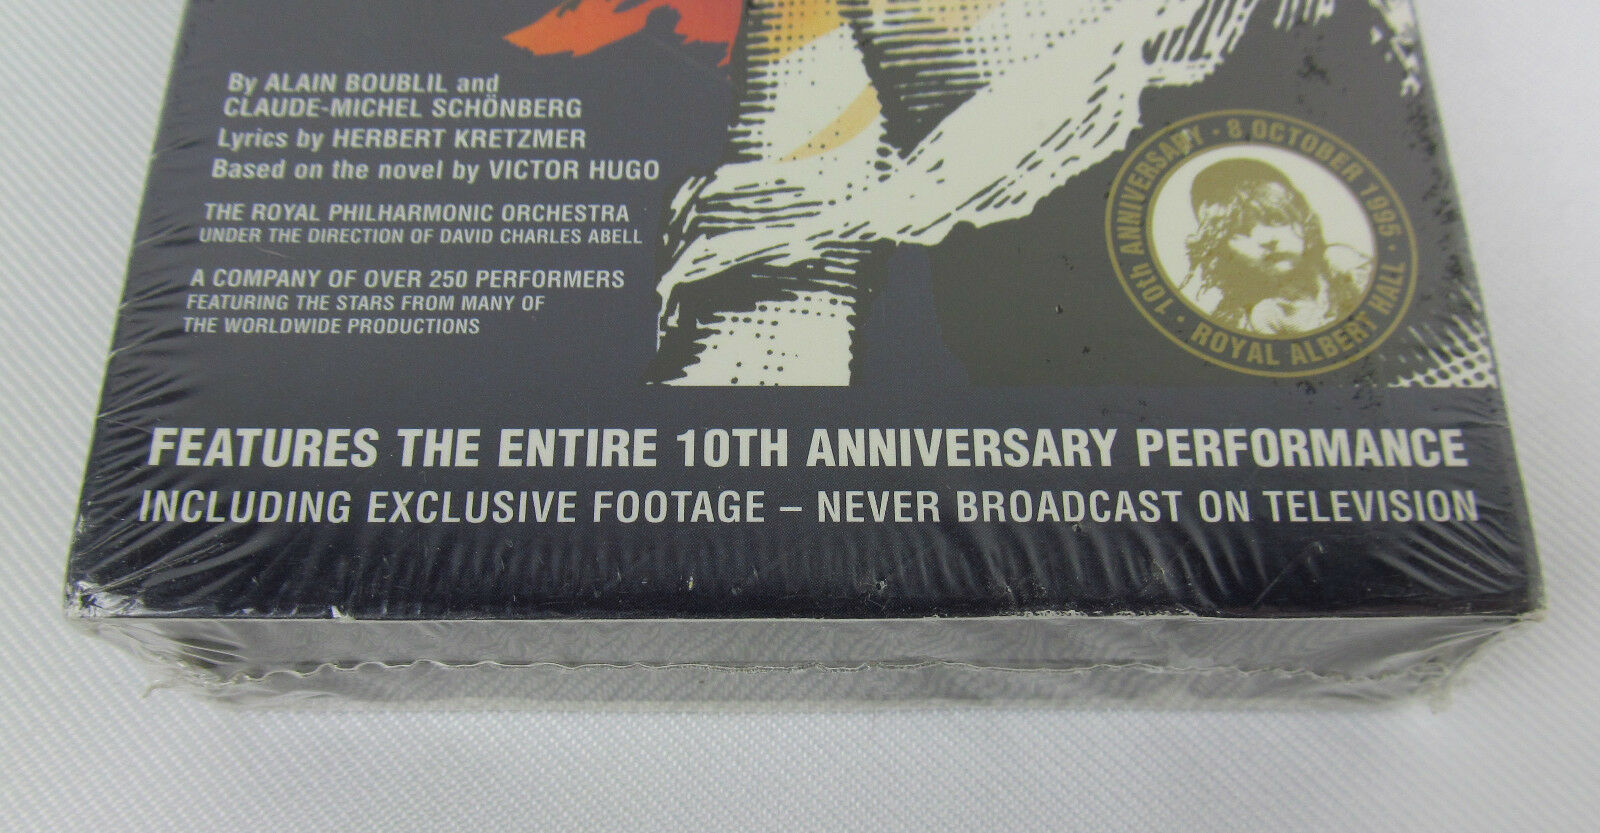 By ALAIN BOUBLIL and
CLAUDE-MICHEL SCHÖNBERG
Lyrics by HERBERT KRETZMER
Based on the novel by VICTOR HUGO
THE ROYAL PHILHARMONIC ORCHESTRA
UNDER THE DIRECTION OF DAVID CHARLES ABELL
A COMPANY OF OVER 250 PERFORMERS
FEATURING THE STARS FROM MANY OF
THE WORLDWIDE PRODUCTIONS
10th ANNIVERSARY · 8 OCTOBER 1995 · ROYAL ALBERT HALL ·
FEATURES THE ENTIRE 10TH ANNIVERSARY PERFORMANCE
INCLUDING EXCLUSIVE FOOTAGE – NEVER BROADCAST ON TELEVISION